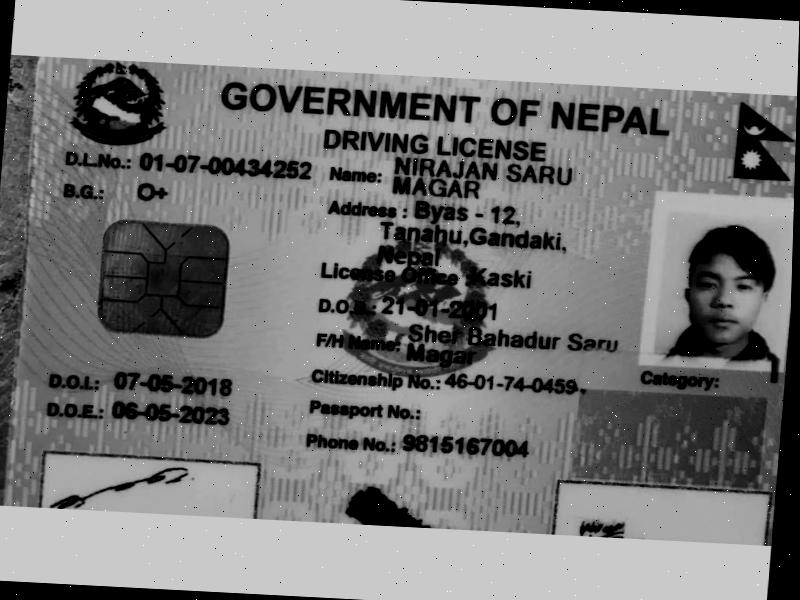 GOVERNMENT OF NEPAL
DRIVING LICENSE
D.L.No.: 01-07-00434252
B.G.: O+
Name: NIRAJAN SARU
MAGAR
Address : Byas - 12,
Tanahu,Gandaki,
Nepal
License Office :Kaski
D.O.B.: 21-01-2001
F/H Name: Sher Bahadur Saru
Magar
Citizenship No.: 46-01-74-0459.
Passport No.:
Phone No.: 9815167004
D.O.I.: 07-05-2018
D.O.E.: 06-05-2023
Category: